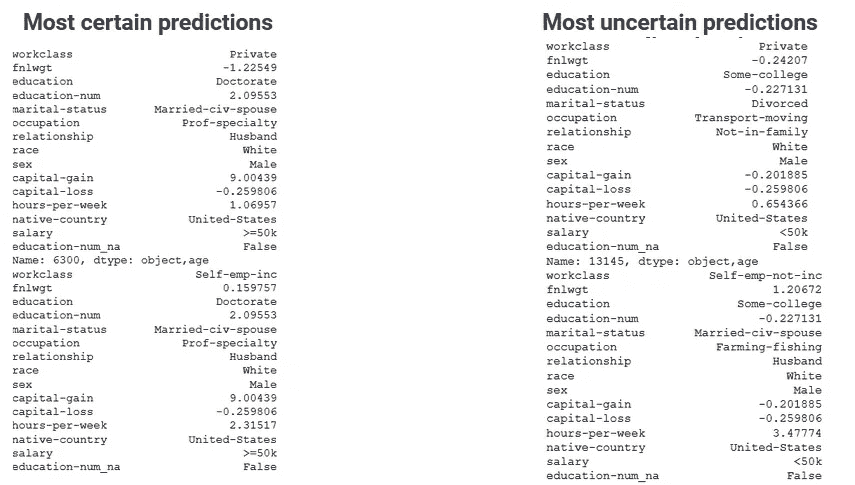 Most certain predictions
workclass Private
fnlwgt -1.22549
education Doctorate
education-num 2.09553
marital-status Married-civ-spouse
occupation Prof-specialty
relationship Husband
race White
sex Male
capital-gain 9.00439
capital-loss -0.259806
hours-per-week 1.06957
native-country United-States
salary >=50k
education-num_na False
Name: 6300, dtype: object,age
workclass Self-emp-inc
fnlwgt 0.159757
education Doctorate
education-num 2.09553
marital-status Married-civ-spouse
occupation Prof-specialty
relationship Husband
race White
sex Male
capital-gain 9.00439
capital-loss -0.259806
hours-per-week 2.31517
native-country United-States
salary >=50k
education-num_na False
Most uncertain predictions
workclass Private
fnlwgt -0.24207
education Some-college
education-num -0.227131
marital-status Divorced
occupation Transport-moving
relationship Not-in-family
race White
sex Male
capital-gain -0.201885
capital-loss -0.259806
hours-per-week 0.654366
native-country United-States
salary <50k
education-num_na False
Name: 13145, dtype: object,age
workclass Self-emp-not-inc
fnlwgt 1.20672
education Some-college
education-num -0.227131
marital-status Married-civ-spouse
occupation Farming-fishing
relationship Husband
race White
sex Male
capital-gain -0.201885
capital-loss -0.259806
hours-per-week 3.47774
native-country United-States
salary <50k
education-num_na False